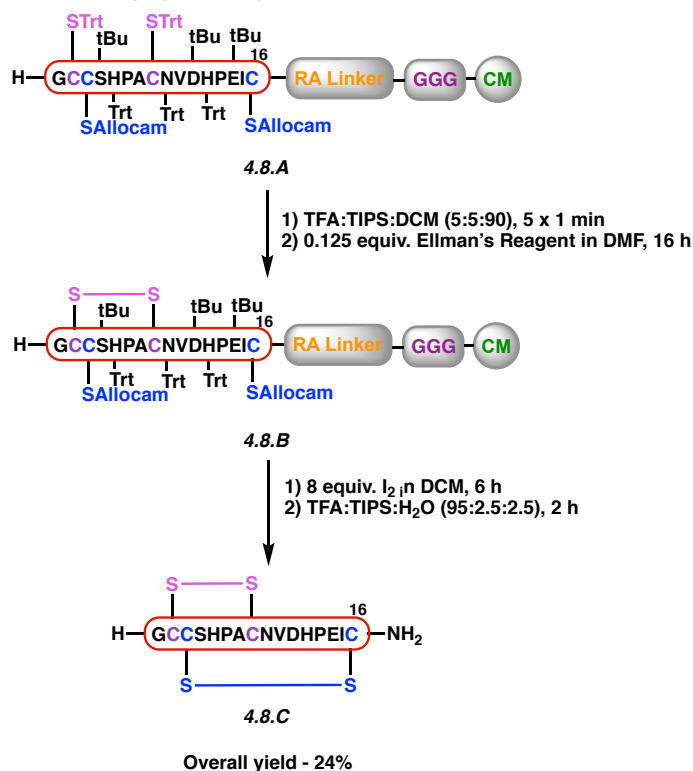 STrt STrt
tBu tBu tBu
16
H GCCSHPACNVDHPEIC RA Linker GGG CM
Trt Trt Trt
SAllocam SAllocam
4.8.A
1) TFA:TIPS:DCM (5:5:90), 5 x 1 min
2) 0.125 equiv. Ellman's Reagent in DMF, 16 h
S S
tBu tBu tBu
16
H GCCSHPACNVDHPEIC RA Linker GGG CM
Trt Trt Trt
SAllocam SAllocam
4.8.B
1) 8 equiv. I2 in DCM, 6 h
2) TFA:TIPS:H2O (95:2.5:2.5), 2 h
S S
16
H GCCSHPACNVDHPEIC NH2
S S
4.8.C
Overall yield - 24%